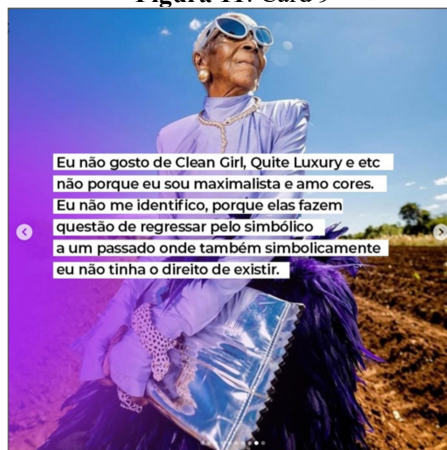 Figura 11: Card 9
Eu não gosto de Clean Girl, Quite Luxury e etc
não porque eu sou maximalista e amo cores.
Eu não me identifico, porque elas fazem
questão de regressar pelo simbólico
a um passado onde também simbolicamente
eu não tinha o direito de existir.